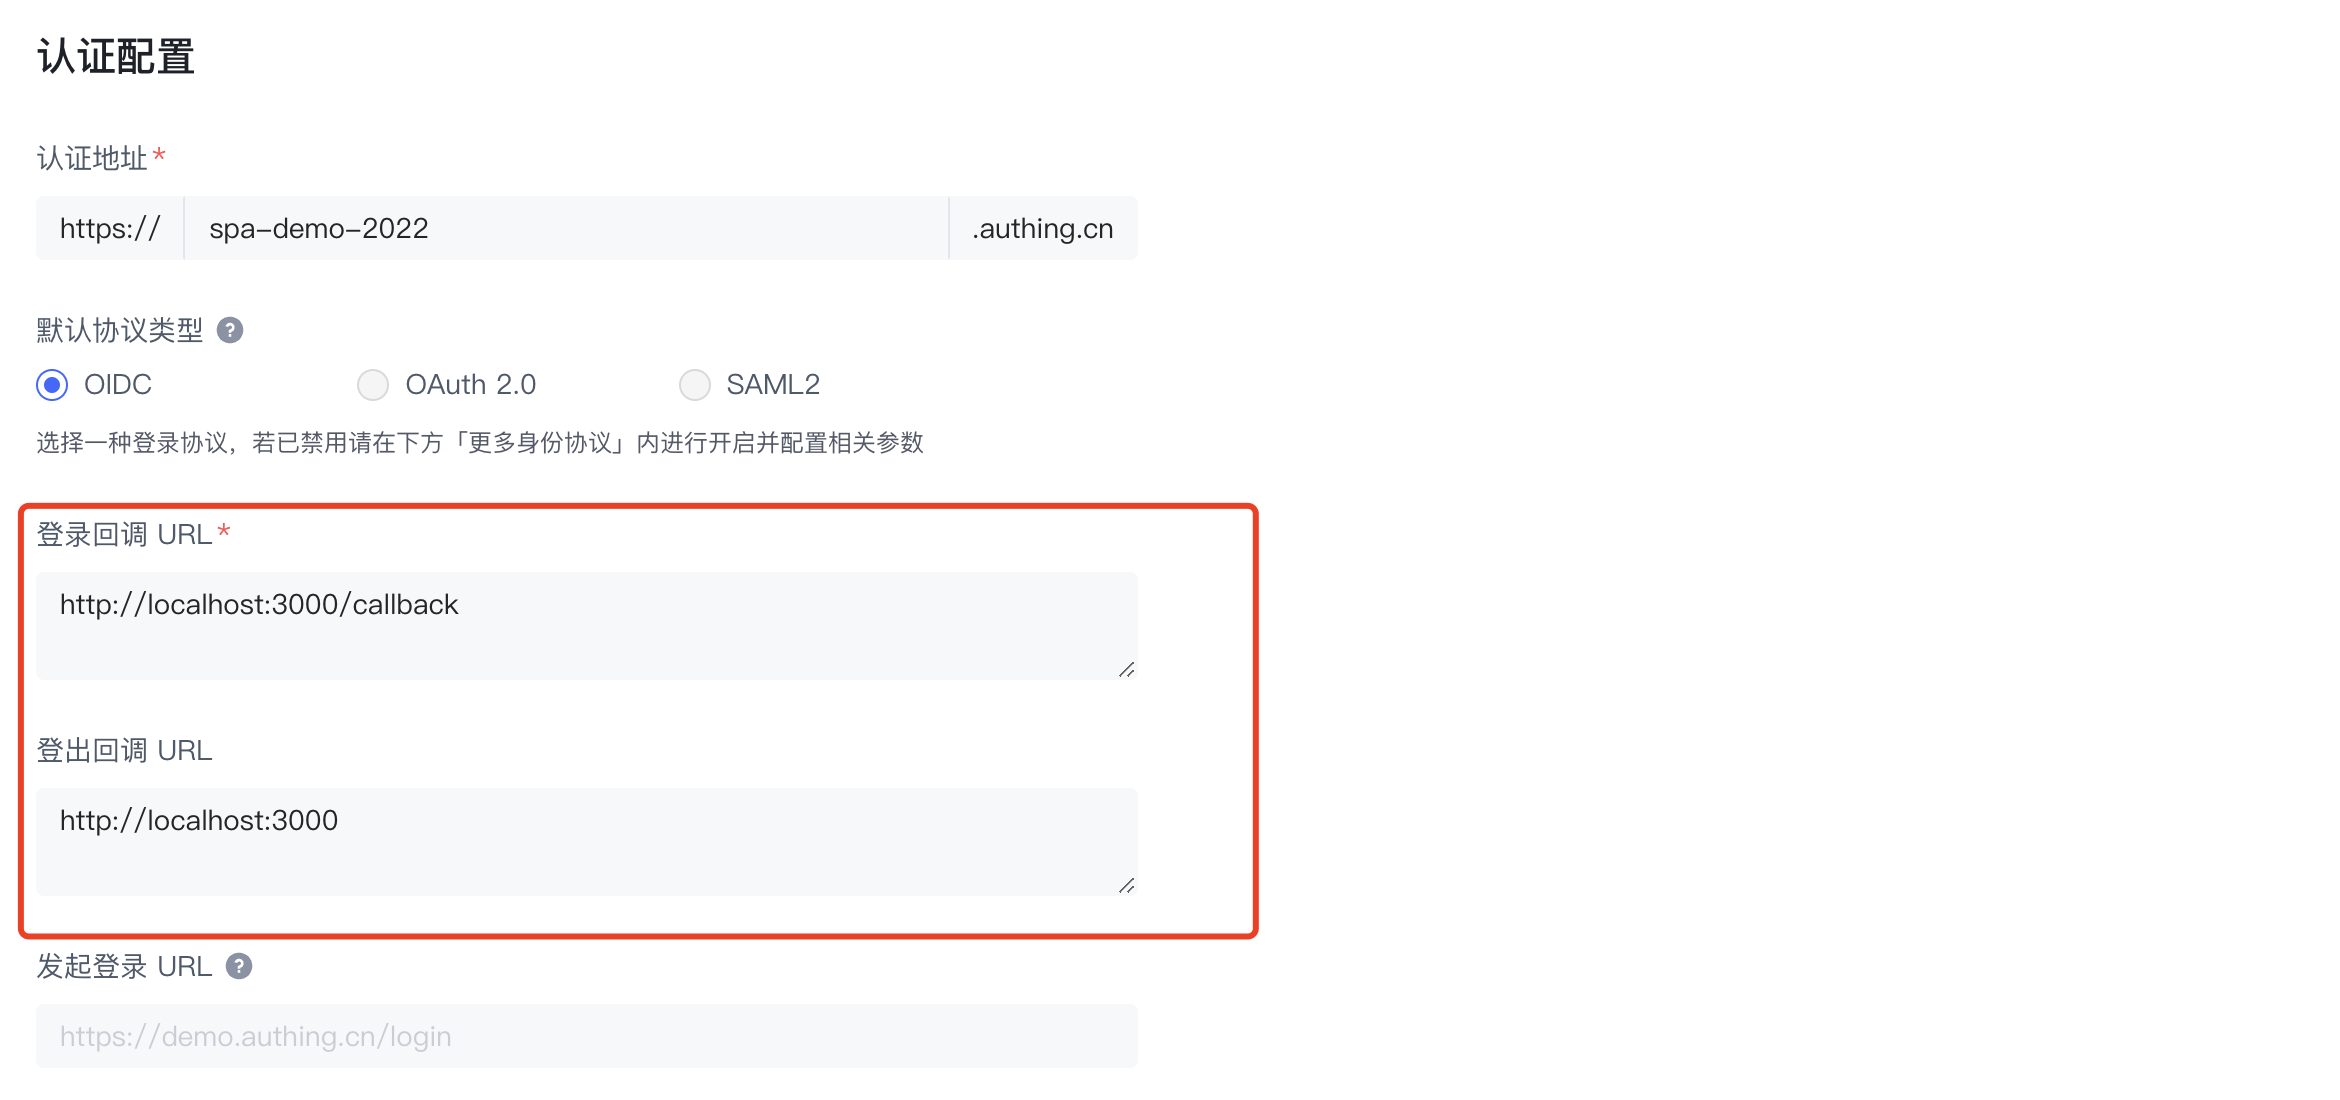 认证配置
认证地址*
https:// spa-demo-2022 .authing.cn
默认协议类型 ?
OIDC OAuth 2.0 SAML2
选择一种登录协议，若已禁用请在下方「更多身份协议」内进行开启并配置相关参数
登录回调 URL*
http://localhost:3000/callback
登出回调 URL
http://localhost:3000
发起登录 URL ?
https://demo.authing.cn/login